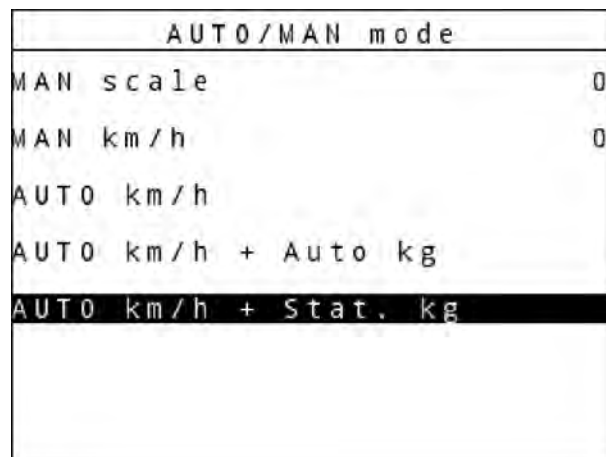 AUTO/MAN mode
MAN scale 0
MAN km/h 0
AUTO km/h
AUTO km/h + Auto kg
AUTO km/h + Stat. kg